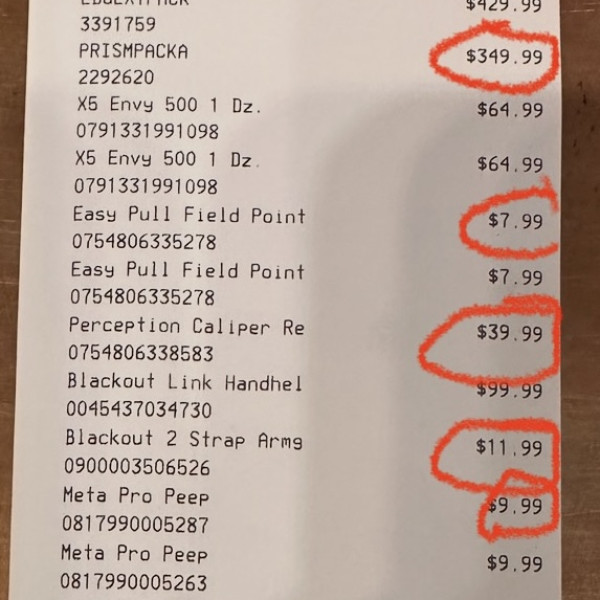 $429.99
3391759
PRISMPACKA $349.99
2292620
X5 Envy 500 1 Dz. $64.99
0791331991098
X5 Envy 500 1 Dz. $64.99
0791331991098
Easy Pull Field Point $7.99
0754806335278
Easy Pull Field Point $7.99
0754806335278
Perception Caliper Re $39.99
0754806338583
Blackout Link Handhel $99.99
0045437034730
Blackout 2 Strap Armg $11.99
0900003506526
Meta Pro Peep $9.99
0817990005287
Meta Pro Peep $9.99
0817990005263